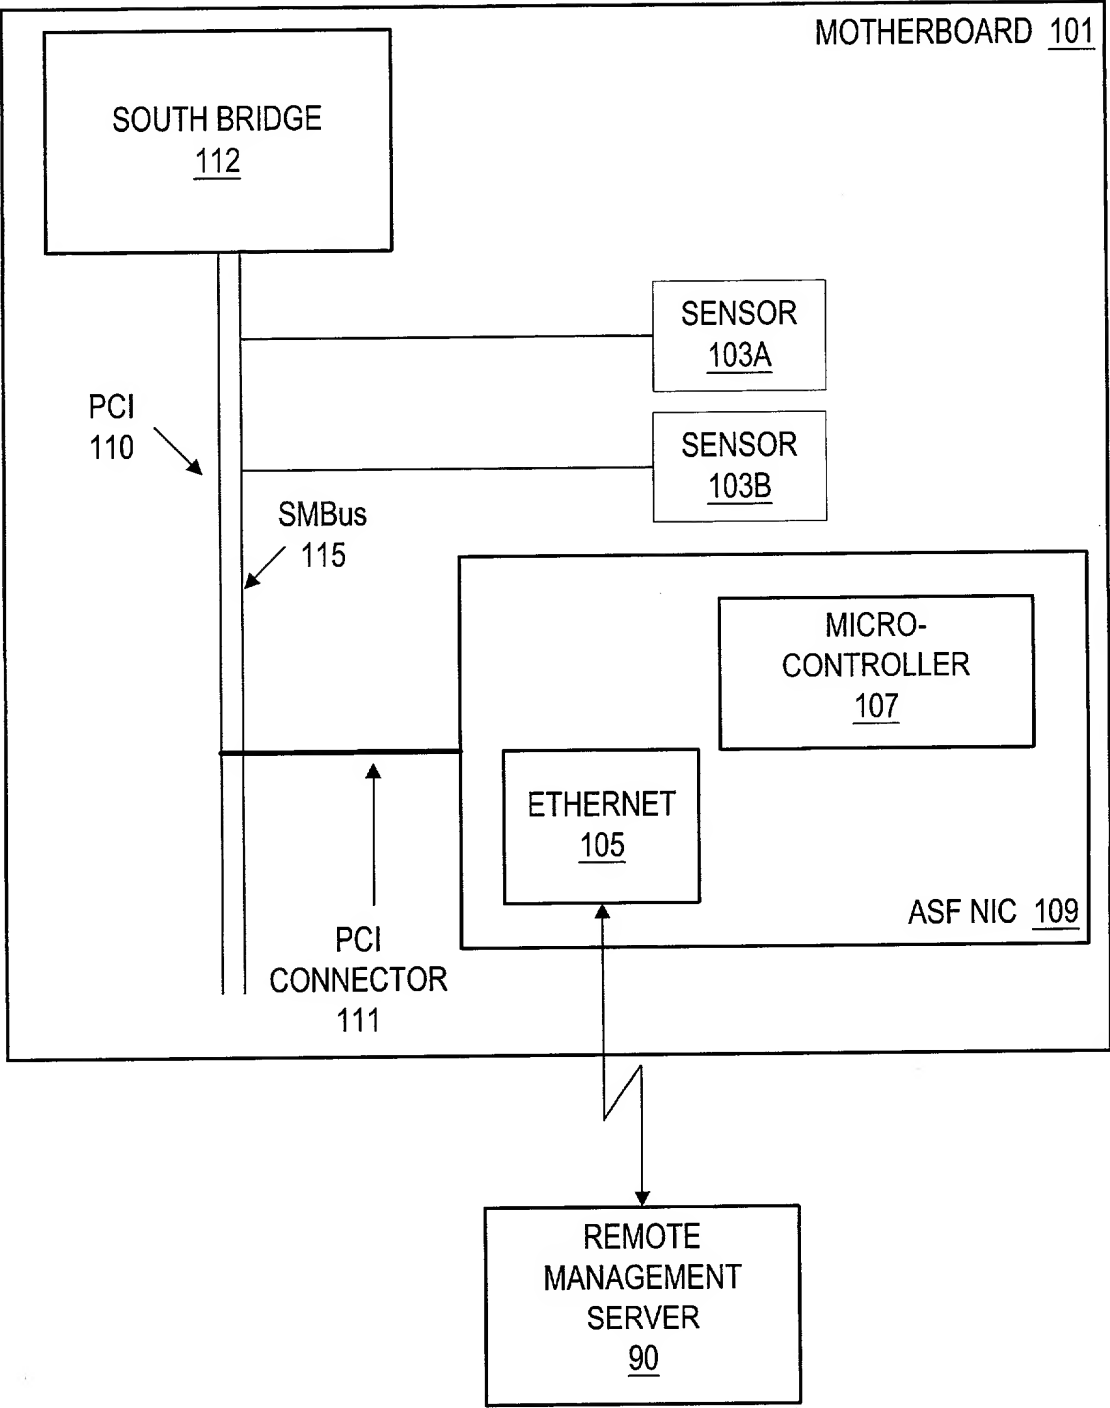 MOTHERBOARD 101
SOUTH BRIDGE
112
SENSOR
103A
PCI
110
SENSOR
103B
SMBus
115
MICRO-
CONTROLLER
107
ETHERNET
105
ASF NIC 109
PCI
CONNECTOR
111
REMOTE
MANAGEMENT
SERVER
90